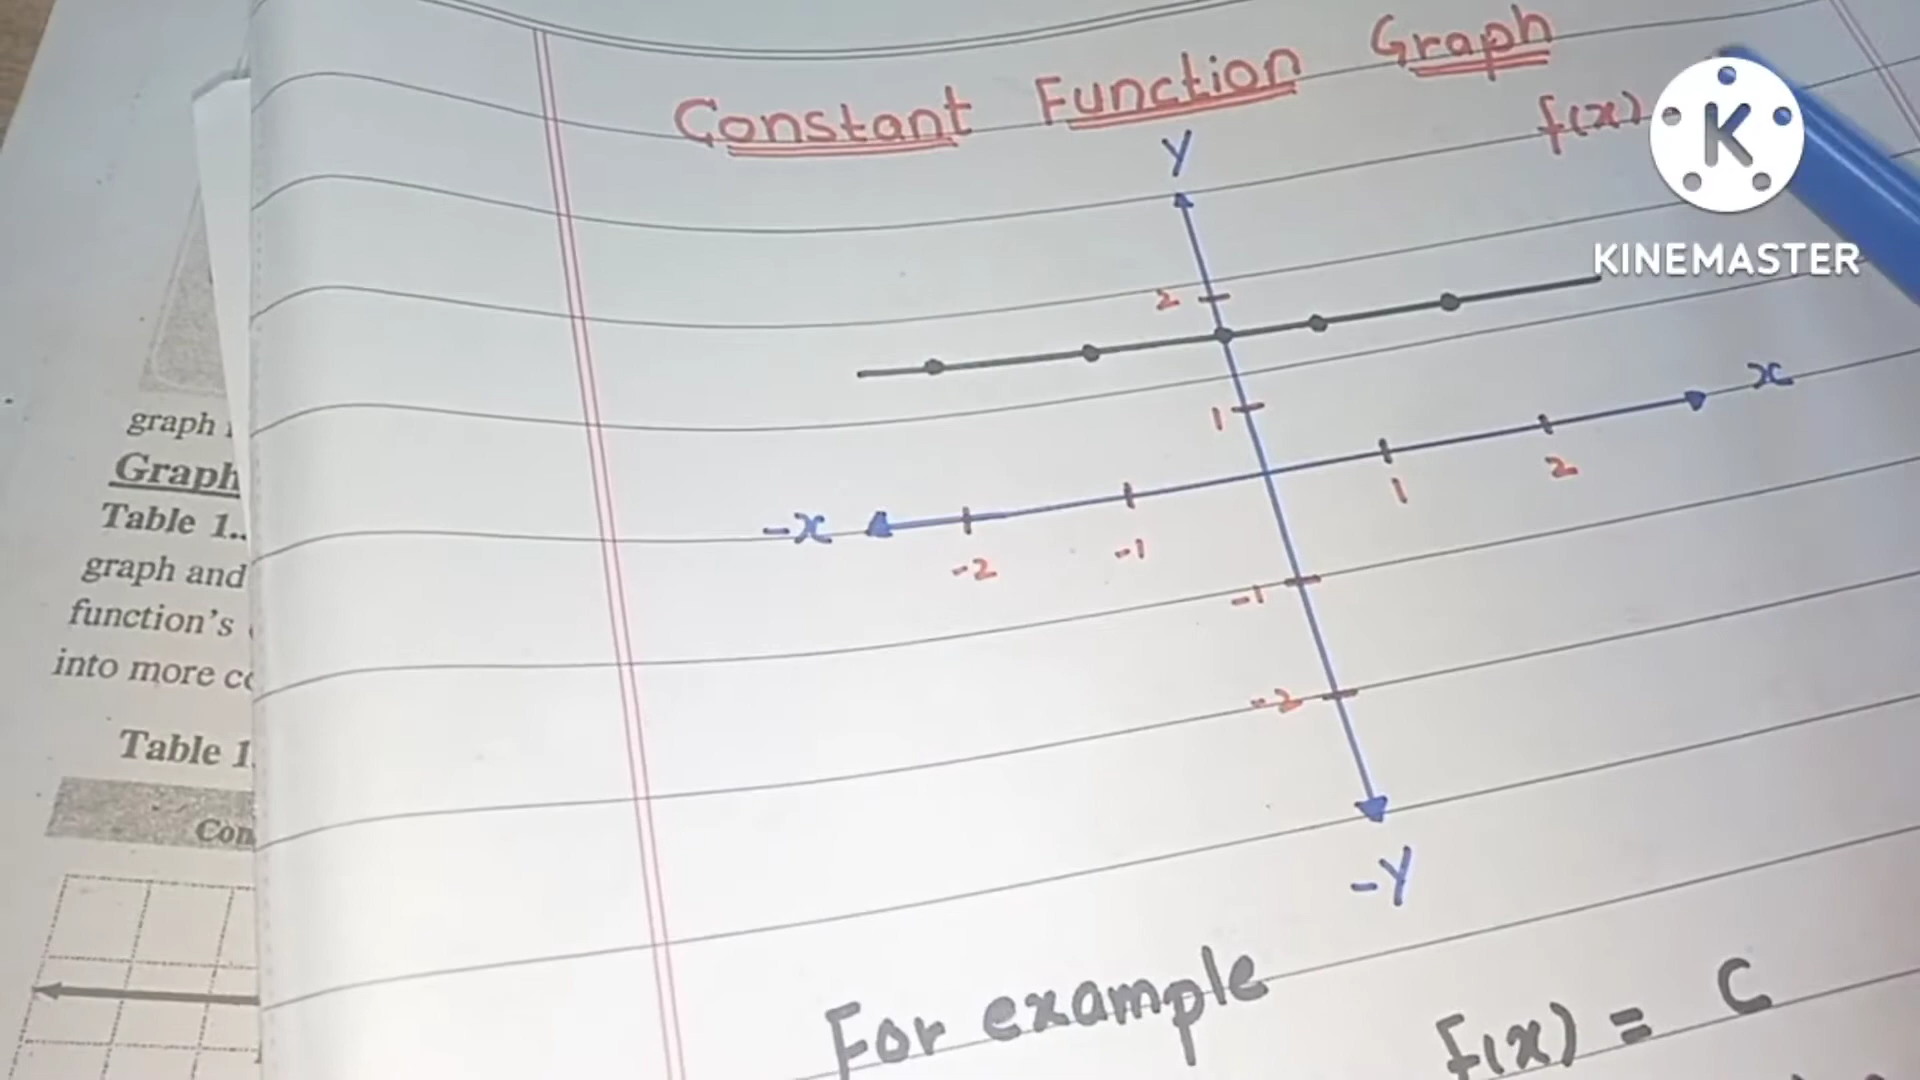 Constant Function Graph
f(x)
KINEMASTER
Y
2
1
x
1
2
-x
-2
-1
-1
-2
-Y
For example
f(x) = C
graph
Graph
Table 1..
graph and
function's
into more
Table 1.
Con